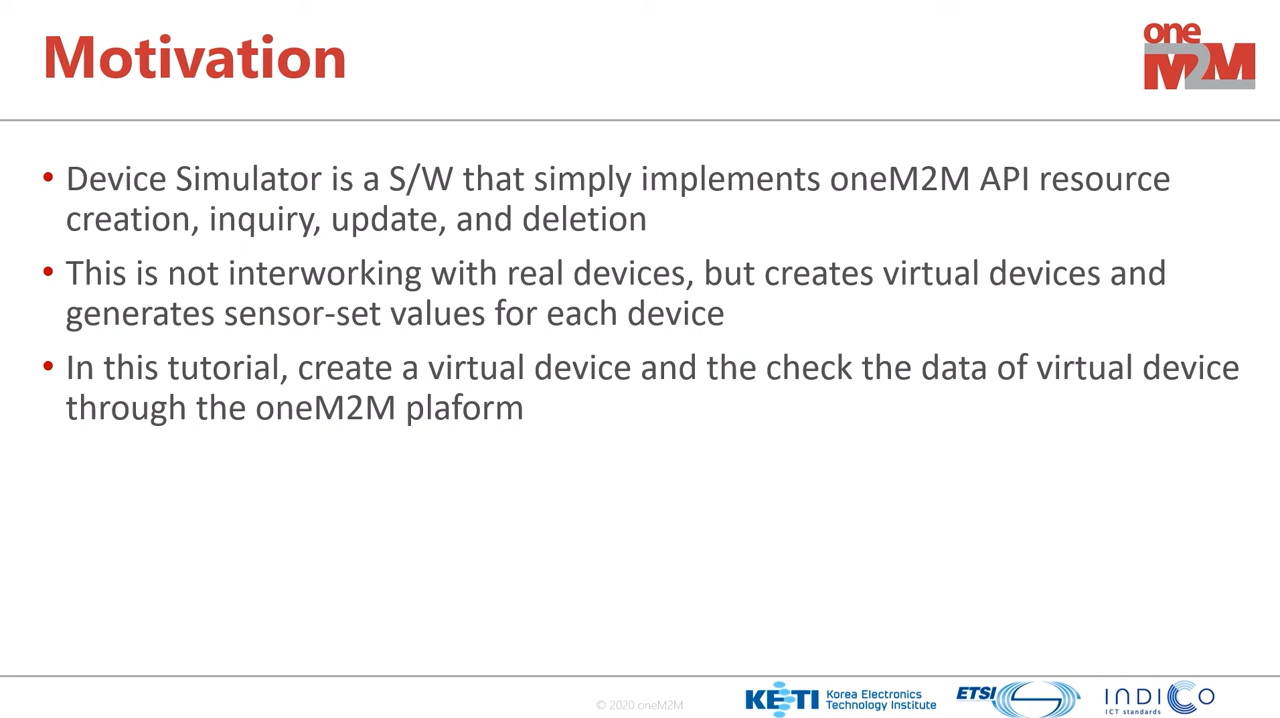 Motivation
one
M2M
• Device Simulator is a S/W that simply implements oneM2M API resource
creation, inquiry, update, and deletion
• This is not interworking with real devices, but creates virtual devices and
generates sensor-set values for each device
• In this tutorial, create a virtual device and the check the data of virtual device
through the oneM2M plaform
© 2020 oneM2M
KETI Korea Electronics
Technology Institute
ETSI
INDICO
ICT standards